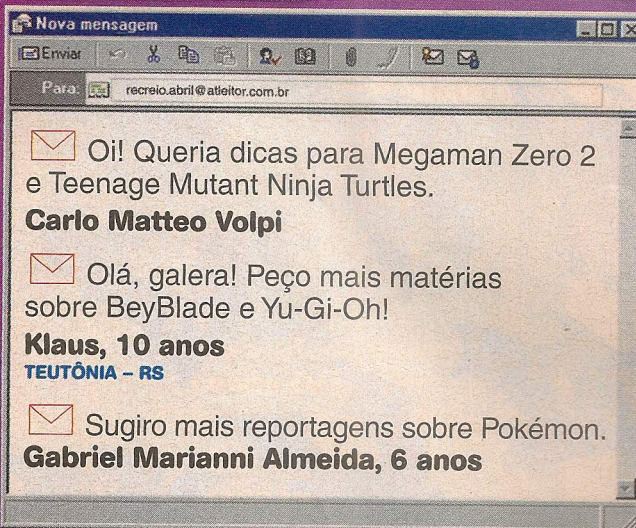 Nova mensagem
Enviar
Para: recreio.abril@atleitor.com.br
Oi! Queria dicas para Megaman Zero 2
e Teenage Mutant Ninja Turtles.
Carlo Matteo Volpi
Olá, galera! Peço mais matérias
sobre BeyBlade e Yu-Gi-Oh!
Klaus, 10 anos
TEUTÔNIA – RS
Sugiro mais reportagens sobre Pokémon.
Gabriel Marianni Almeida, 6 anos